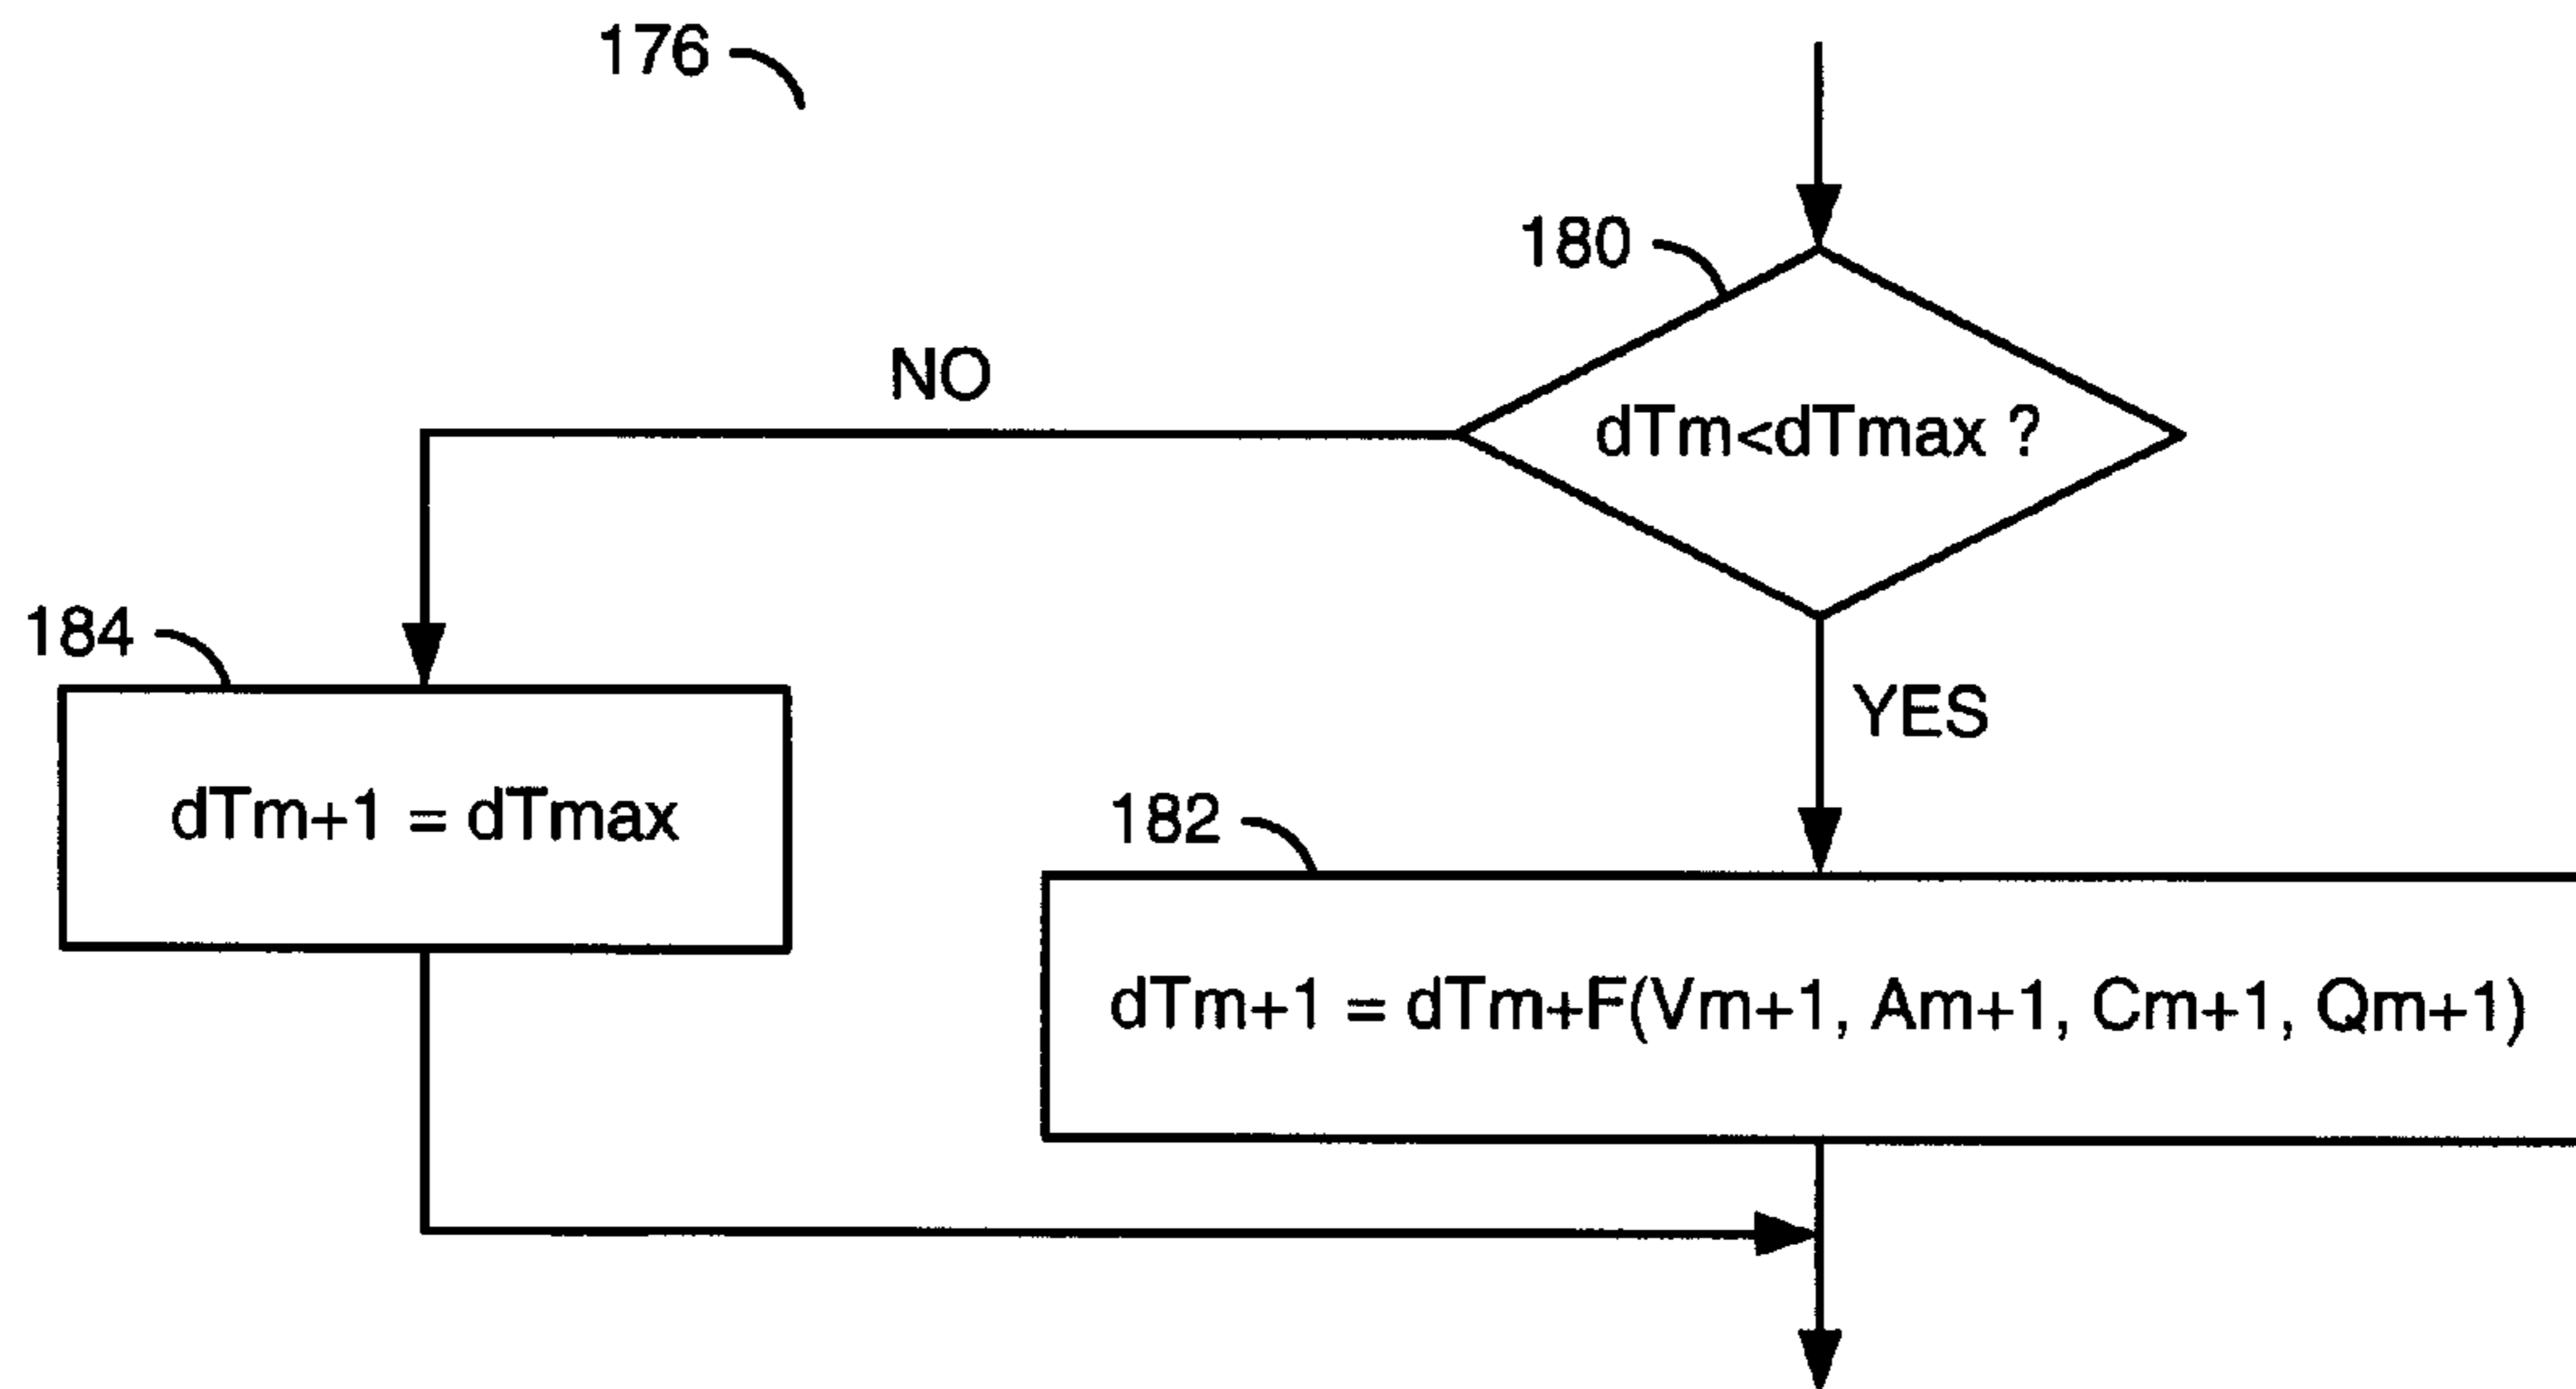 176
180
NO
dTm<dTmax ?
184
YES
dTm+1 = dTmax
182
dTm+1 = dTm+F(Vm+1, Am+1, Cm+1, Qm+1)